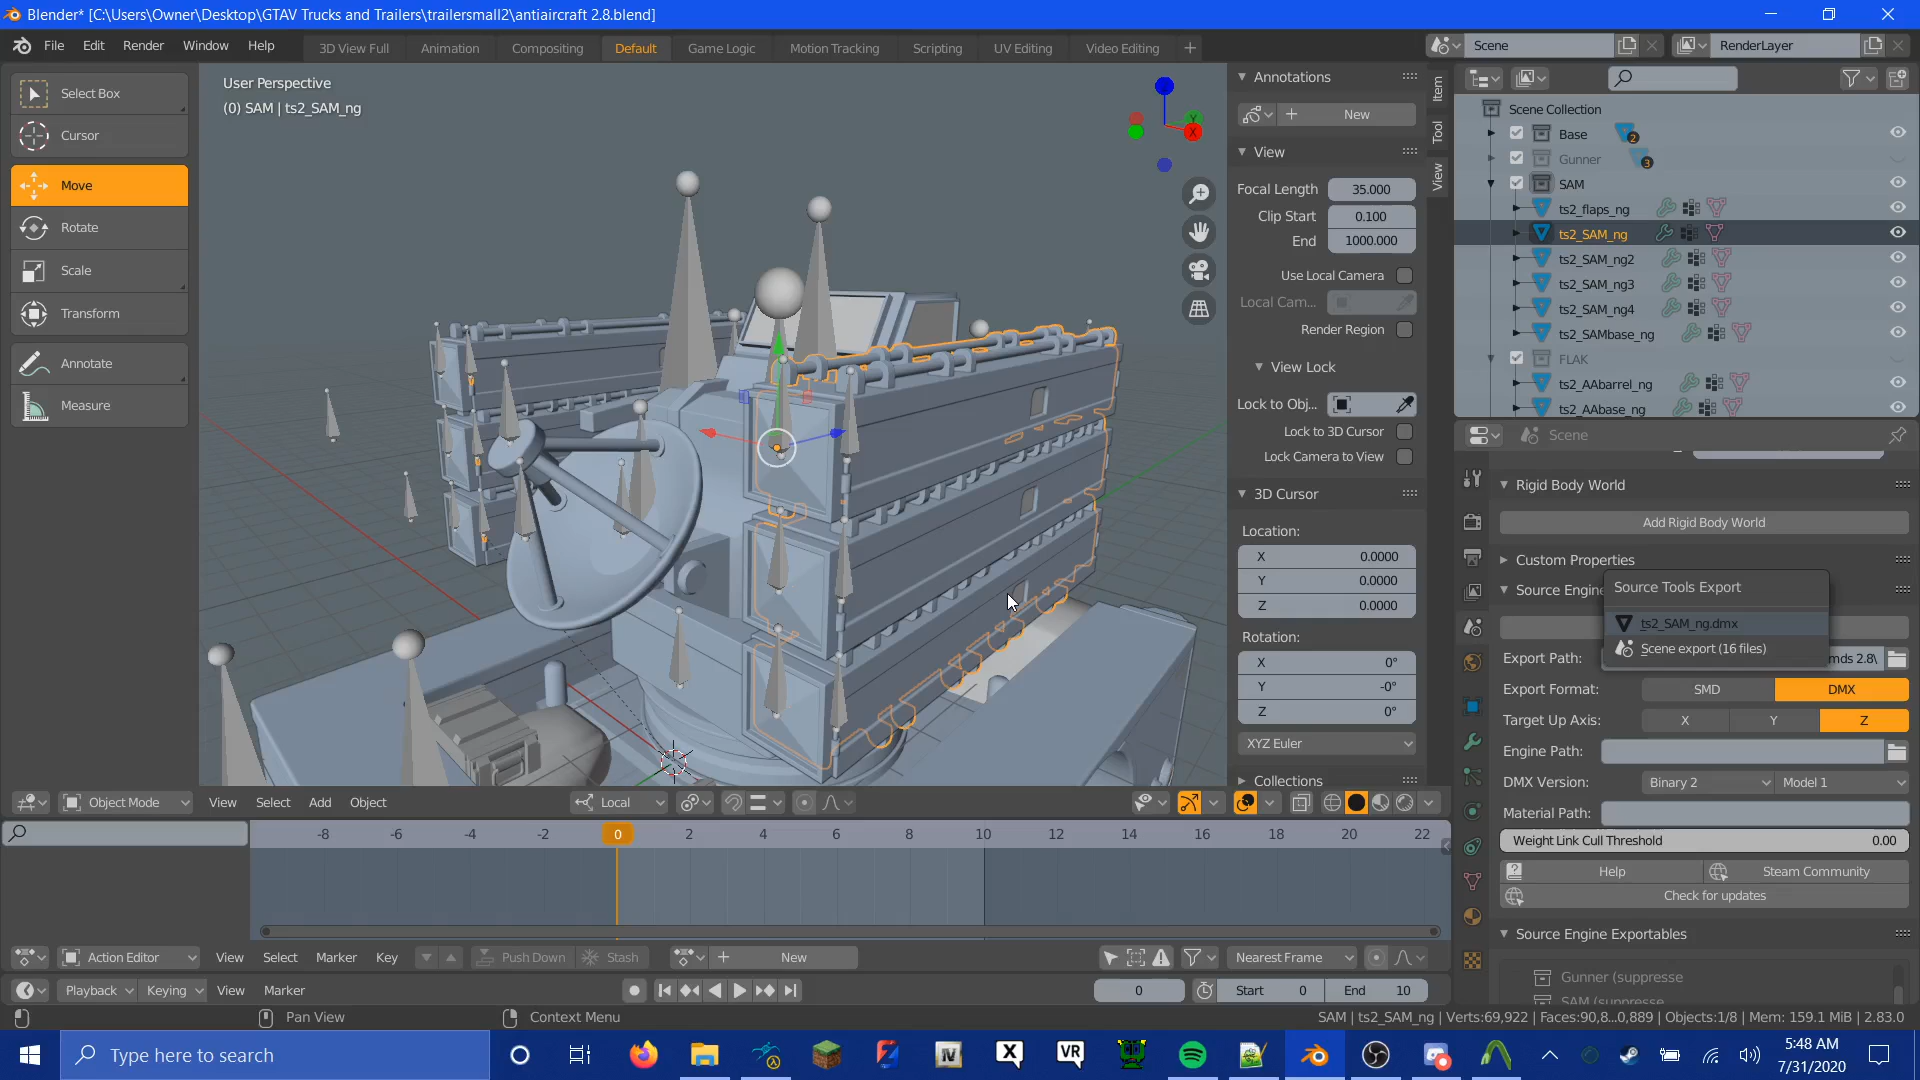 Blender* [C:\Users\Owner\Desktop\GTAV Trucks and Trailers\trailersmall2\antiaircraft 2.8.blend]
File Edit Render Window Help
3D View Full Animation Compositing Default Game Logic Motion Tracking Scripting UV Editing Video Editing +
Scene
RenderLayer
Select Box
Cursor
Move
Rotate
Scale
Transform
Annotate
Measure
User Perspective
(0) SAM | ts2_SAM_ng
Z
Y
X
Annotations
New
View
Focal Length 35.000
Clip Start 0.100
End 1000.000
Use Local Camera
Local Cam...
Render Region
View Lock
Lock to Obj...
Lock to 3D Cursor
Lock Camera to View
3D Cursor
Location:
X 0.0000
Y 0.0000
Z 0.0000
Rotation:
X 0°
Y -0°
Z 0°
XYZ Euler
Collections
Item
Tool
View
Scene Collection
Base 2
Gunner 3
SAM
ts2_flaps_ng
ts2_SAM_ng
ts2_SAM_ng2
ts2_SAM_ng3
ts2_SAM_ng4
ts2_SAMbase_ng
FLAK
ts2_AAbarrel_ng
ts2_AAbase_ng
Scene
Rigid Body World
Add Rigid Body World
Custom Properties
Source Engine
Source Tools Export
ts2_SAM_ng.dmx
Scene export (16 files)
Export Path: mds 2.8\
Export Format: SMD DMX
Target Up Axis: X Y Z
Engine Path:
DMX Version: Binary 2 Model 1
Material Path:
Weight Link Cull Threshold 0.00
Help Steam Community
Check for updates
Source Engine Exportables
Gunner (suppresse
SAM (suppresse
Object Mode View Select Add Object Local
-8 -6 -4 -2 0 2 4 6 8 10 12 14 16 18 20 22
Action Editor View Select Marker Key Push Down Stash New Nearest Frame
Playback Keying View Marker 0 Start 0 End 10
Pan View Context Menu SAM | ts2_SAM_ng | Verts:69,922 | Faces:90,8...0,889 | Objects:1/8 | Mem: 159.1 MiB | 2.83.0
Type here to search
IV
X
VR
5:48 AM
7/31/2020